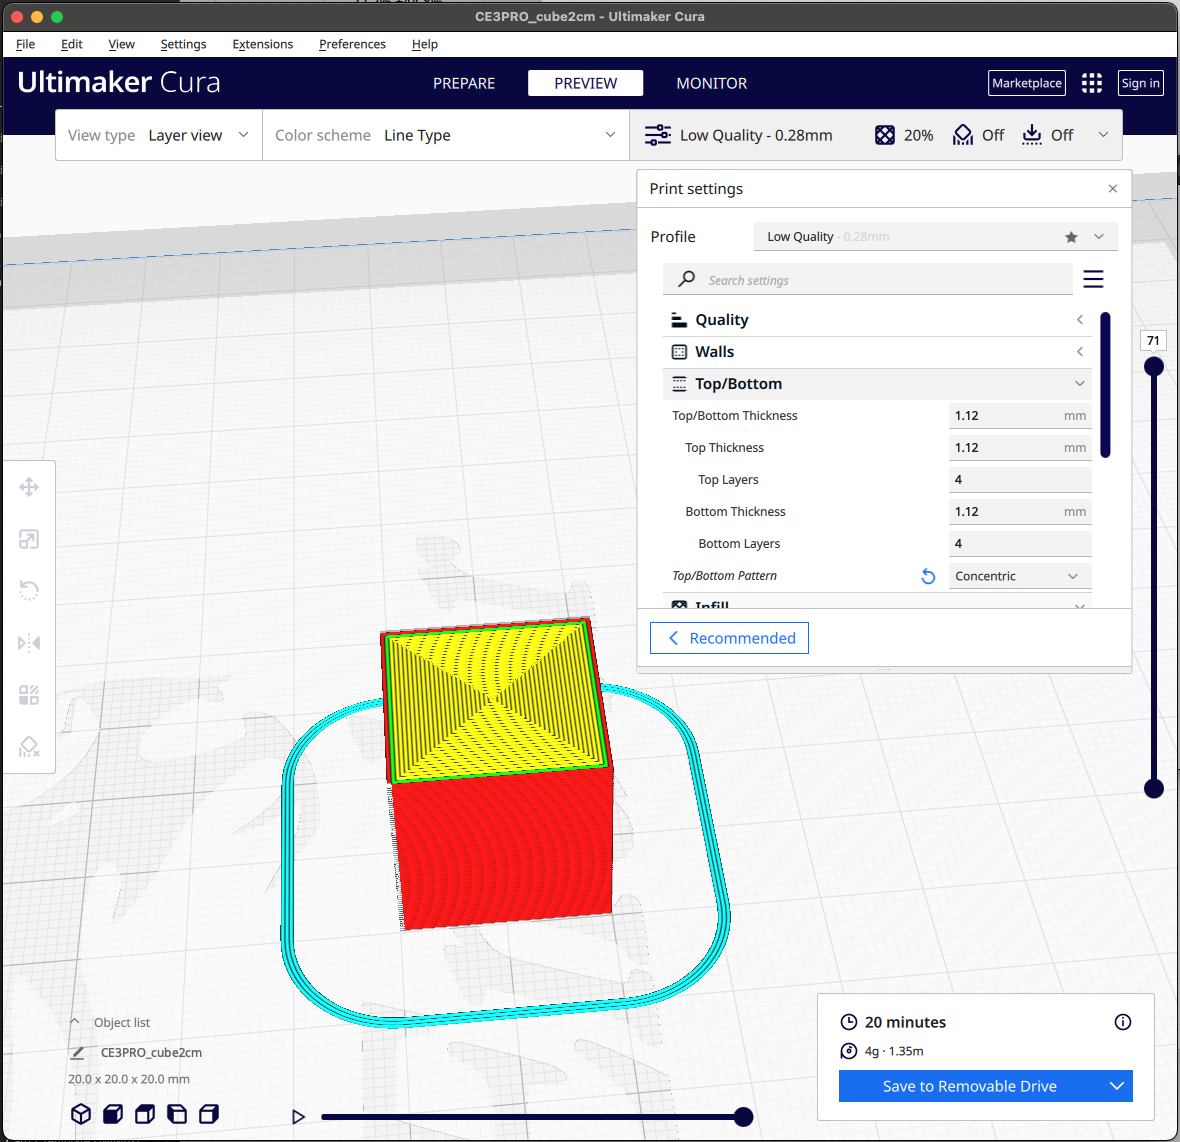 CE3PRO_cube2cm - Ultimaker Cura
File Edit View Settings Extensions Preferences Help
Ultimaker Cura PREPARE PREVIEW MONITOR Marketplace Sign in
View type Layer view Color scheme Line Type Low Quality - 0.28mm 20% Off Off
Print settings
Profile Low Quality - 0.28mm
Search settings
Quality
Walls
Top/Bottom
Top/Bottom Thickness 1.12 mm
Top Thickness 1.12 mm
Top Layers 4
Bottom Thickness 1.12 mm
Bottom Layers 4
Top/Bottom Pattern Concentric
Infill
Recommended
71
Object list
CE3PRO_cube2cm
20.0 x 20.0 x 20.0 mm
20 minutes
4g · 1.35m
Save to Removable Drive